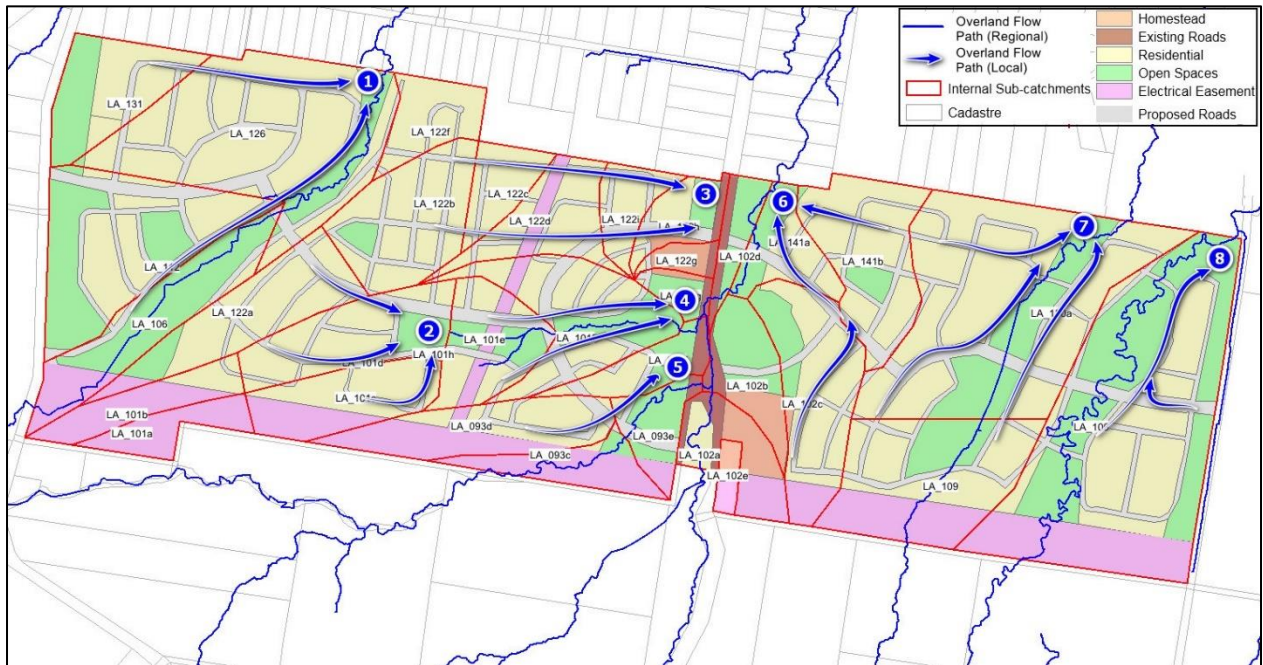 Overland Flow
Path (Regional)
Overland Flow
Path (Local)
Internal Sub-catchments
Cadastre
Homestead
Existing Roads
Residential
Open Spaces
Electrical Easement
Proposed Roads
1
LA_131
LA_126
LA_122f
LA_122c
3
6
LA_122b
LA_122d
LA_122i
7
LA_141a
LA_102d
LA_141b
8
LA_122g
4
LA_106
LA_122a
2
LA_101e
LA_101h
LA_101d
5
LA_102b
LA_101b
LA_101a
LA_093d
LA_093e
LA_093c
LA_102a
LA_102e
LA_109